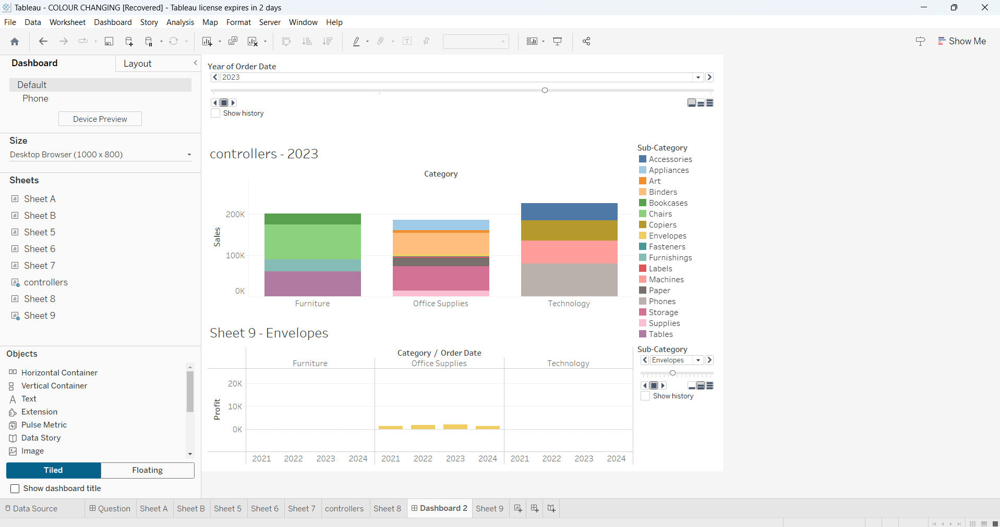 Tableau - COLOUR CHANGING [Recovered] - Tableau license expires in 2 days
File Data Worksheet Dashboard Story Analysis Map Format Server Window Help
Show Me
Dashboard Layout
Default
Phone
Device Preview
Size
Desktop Browser (1000 x 800)
Sheets
Sheet A
Sheet B
Sheet 5
Sheet 6
Sheet 7
controllers
Sheet 8
Sheet 9
Objects
Horizontal Container
Vertical Container
Text
Extension
Pulse Metric
Data Story
Image
Tiled Floating
Show dashboard title
Year of Order Date
2023
Show history
controllers - 2023
Category
Sales
200K
100K
0K
Furniture Office Supplies Technology
Sub-Category
Accessories
Appliances
Art
Binders
Bookcases
Chairs
Copiers
Envelopes
Fasteners
Furnishings
Labels
Machines
Paper
Phones
Storage
Supplies
Tables
Sheet 9 - Envelopes
Category / Order Date
Furniture Office Supplies Technology
Profit
20K
10K
0K
2021 2022 2023 2024 2021 2022 2023 2024 2021 2022 2023 2024
Sub-Category
Envelopes
Show history
Data Source Question Sheet A Sheet B Sheet 5 Sheet 6 Sheet 7 controllers Sheet 8 Dashboard 2 Sheet 9